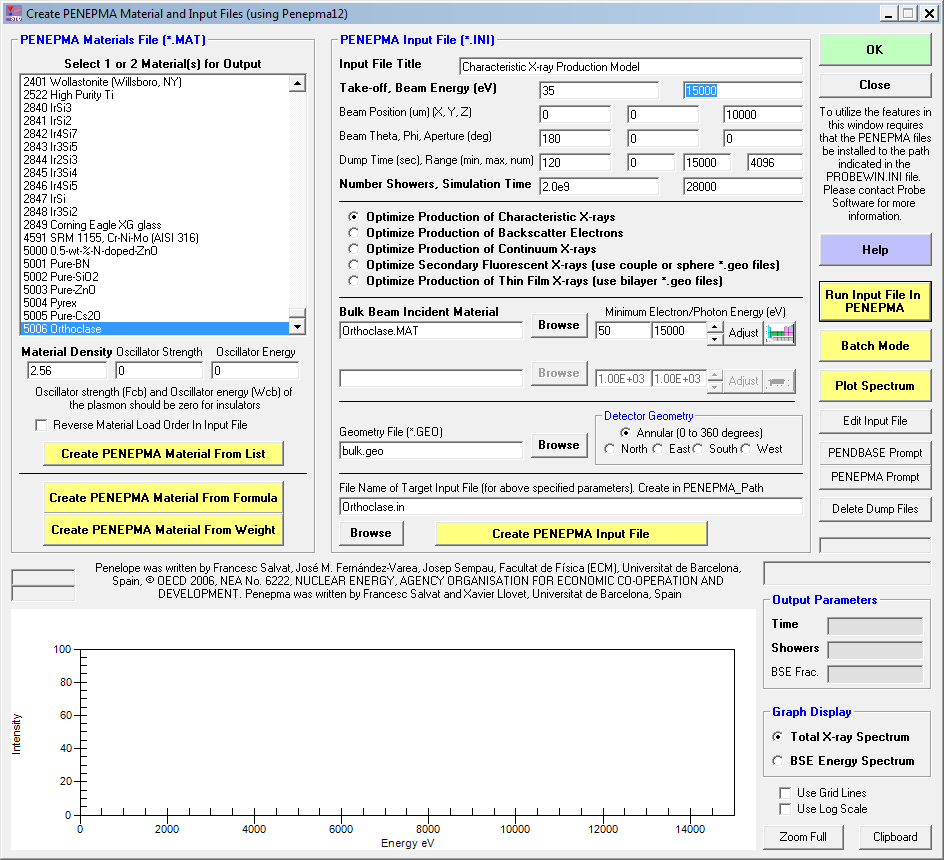 Create PENEPMA Material and Input Files (using Penepma12)
PENEPMA Materials File (*.MAT)
Select 1 or 2 Material(s) for Output
2401 Wollastonite (Willsboro, NY)
2522 High Purity Ti
2840 IrSi3
2841 IrSi2
2842 Ir4Si7
2843 Ir3Si5
2844 Ir2Si3
2845 Ir3Si4
2846 Ir4Si5
2847 IrSi
2848 Ir3Si2
2849 Corning Eagle XG glass
4591 SRM 1155, Cr-Ni-Mo (AISI 316)
5000 0.5-wt-%-N-doped-ZnO
5001 Pure-BN
5002 Pure-SiO2
5003 Pure-ZnO
5004 Pyrex
5005 Pure-Cs2O
5006 Orthoclase
Material Density Oscillator Strength Oscillator Energy
2.56 0 0
Oscillator strength (Fcb) and Oscillator energy (Wcb) of
the plasmon should be zero for insulators
Reverse Material Load Order In Input File
Create PENEPMA Material From List
Create PENEPMA Material From Formula
Create PENEPMA Material From Weight
PENEPMA Input File (*.INI)
Input File Title Characteristic X-ray Production Model
Take-off, Beam Energy (eV) 35 15000
Beam Position (um) (X, Y, Z) 0 0 10000
Beam Theta, Phi, Aperture (deg) 180 0 0
Dump Time (sec), Range (min, max, num) 120 0 15000 4096
Number Showers, Simulation Time 2.0e9 28000
Optimize Production of Characteristic X-rays
Optimize Production of Backscatter Electrons
Optimize Production of Continuum X-rays
Optimize Secondary Fluorescent X-rays (use couple or sphere *.geo files)
Optimize Production of Thin Film X-rays (use bilayer *.geo files)
Bulk Beam Incident Material Minimum Electron/Photon Energy (eV)
Orthoclase.MAT Browse 50 15000 Adjust
Browse 1.00E+03 1.00E+03 Adjust
Geometry File (*.GEO)
bulk.geo Browse
Detector Geometry
Annular (0 to 360 degrees)
North East South West
File Name of Target Input File (for above specified parameters). Create in PENEPMA_Path
Orthoclase.in
Browse Create PENEPMA Input File
OK
Close
To utilize the features in
this window requires
that the PENEPMA files
be installed to the path
indicated in the
PROBEWIN.INI file.
Please contact Probe
Software for more
information.
Help
Run Input File In
PENEPMA
Batch Mode
Plot Spectrum
Edit Input File
PENDBASE Prompt
PENEPMA Prompt
Delete Dump Files
Penelope was written by Francesc Salvat, José M. Fernández-Varea, Josep Sempau, Facultat de Física (ECM), Universitat de Barcelona,
Spain, © OECD 2006, NEA No. 6222, NUCLEAR ENERGY, AGENCY ORGANISATION FOR ECONOMIC CO-OPERATION AND
DEVELOPMENT. Penepma was written by Francesc Salvat and Xavier Llovet, Universitat de Barcelona, Spain
100
80
60
40
20
0
Intensity
0 2000 4000 6000 8000 10000 12000 14000
Energy eV
Output Parameters
Time
Showers
BSE Frac.
Graph Display
Total X-ray Spectrum
BSE Energy Spectrum
Use Grid Lines
Use Log Scale
Zoom Full Clipboard